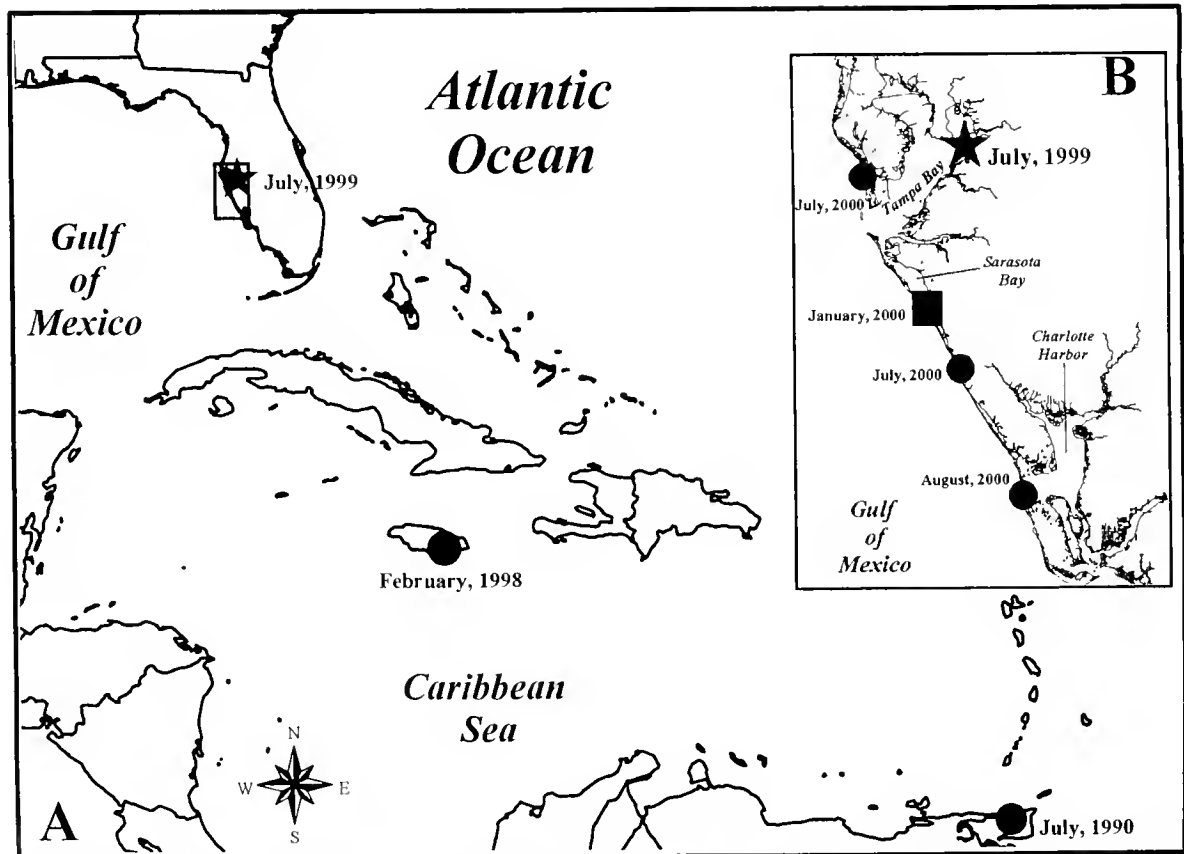 Atlantic
Ocean
July, 1999
Gulf
of
Mexico
February, 1998
Caribbean
Sea
N
W E
S
A
July, 1990
B
July, 1999
July, 2000
Tampa Bay
Sarasota
Bay
January, 2000
Charlotte
Harbor
July, 2000
August, 2000
Gulf
of
Mexico